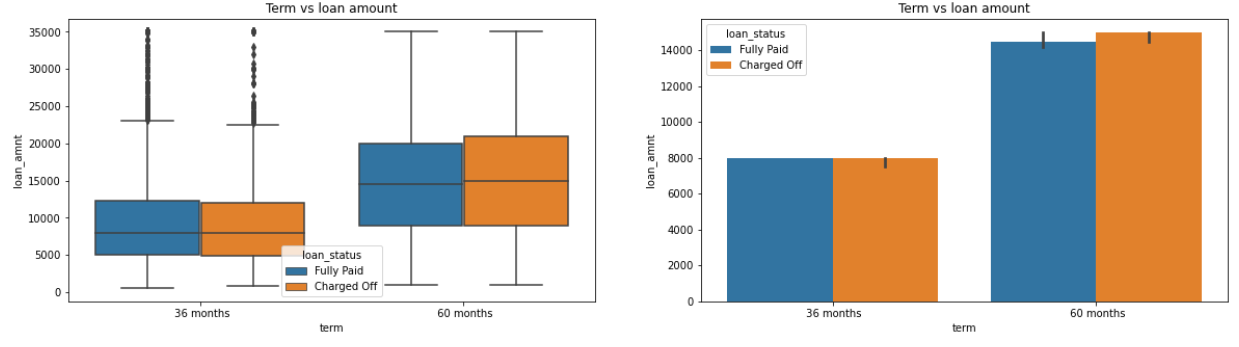 Term vs loan amount
35000
30000
25000
20000
15000
10000
5000
0
loan_amnt
loan_status
Fully Paid
Charged Off
36 months
60 months
term
Term vs loan amount
loan_status
Fully Paid
Charged Off
14000
12000
10000
8000
6000
4000
2000
0
loan_amnt
36 months
60 months
term